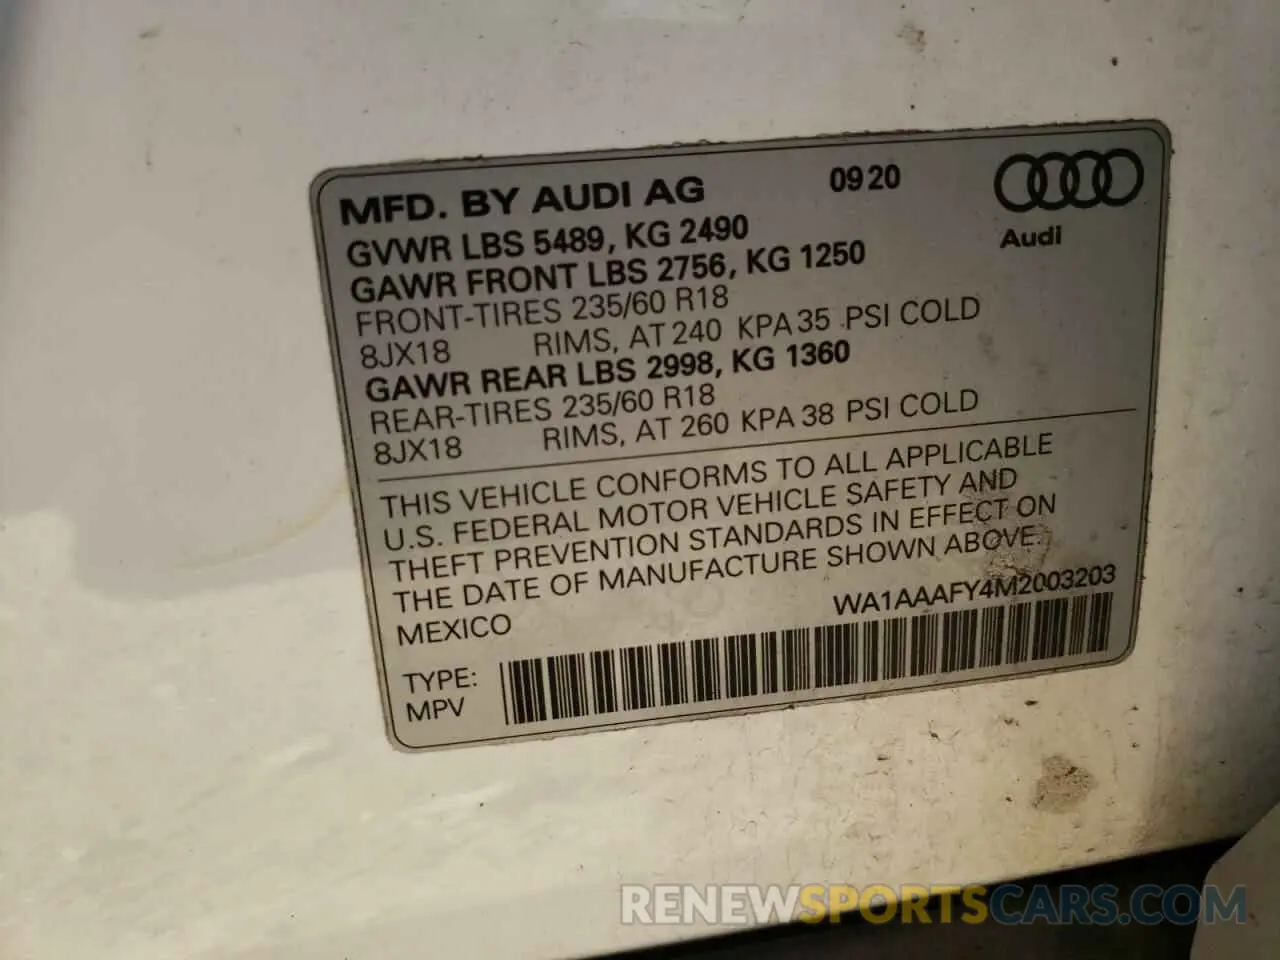 MFD. BY AUDI AG 09 20
Audi
GVWR LBS 5489, KG 2490
GAWR FRONT LBS 2756, KG 1250
FRONT-TIRES 235/60 R18
8JX18 RIMS, AT 240 KPA 35 PSI COLD
GAWR REAR LBS 2998, KG 1360
REAR-TIRES 235/60 R18
8JX18 RIMS, AT 260 KPA 38 PSI COLD
THIS VEHICLE CONFORMS TO ALL APPLICABLE
U.S. FEDERAL MOTOR VEHICLE SAFETY AND
THEFT PREVENTION STANDARDS IN EFFECT ON
THE DATE OF MANUFACTURE SHOWN ABOVE.
MEXICO WA1AAAFY4M2003203
TYPE:
MPV
RENEWSPORTSCARS.COM